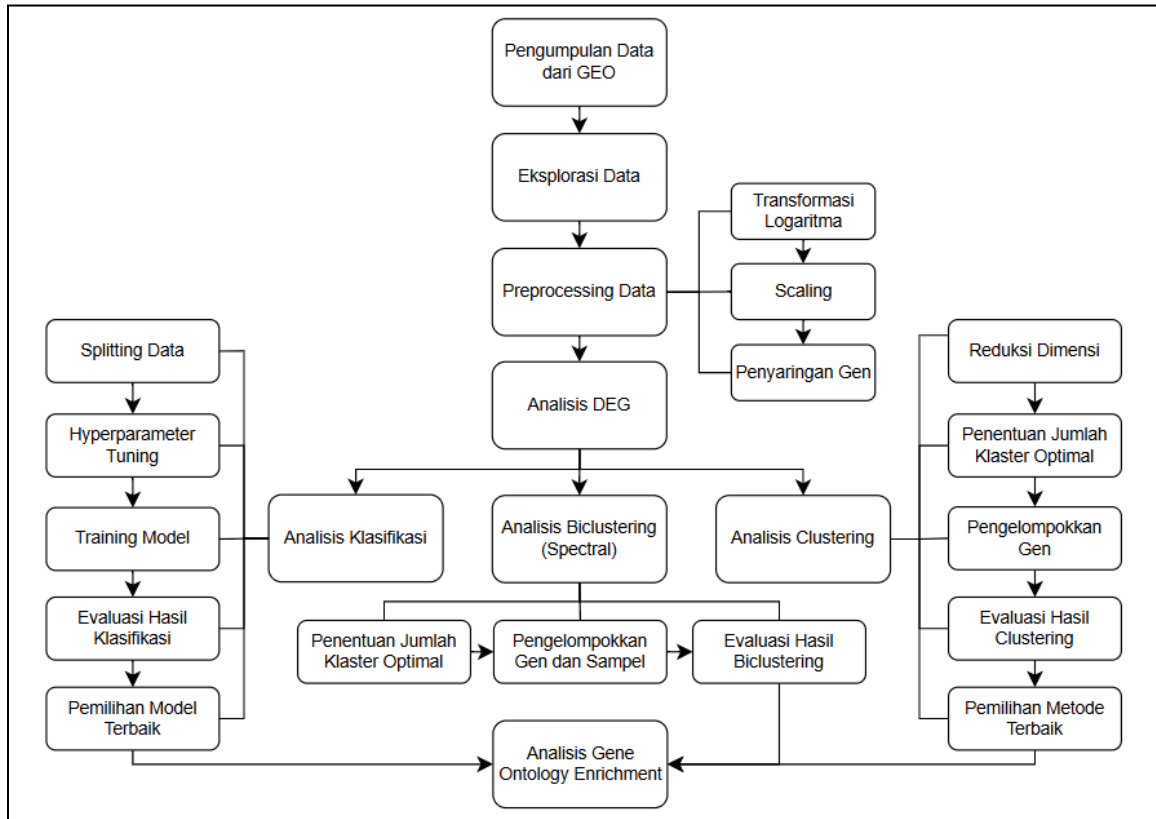 Pengumpulan Data
dari GEO
Eksplorasi Data
Preprocessing Data
Transformasi
Logaritma
Scaling
Penyaringan Gen
Analisis DEG
Splitting Data
Hyperparameter
Tuning
Training Model
Evaluasi Hasil
Klasifikasi
Pemilihan Model
Terbaik
Analisis Klasifikasi
Analisis Biclustering
(Spectral)
Penentuan Jumlah
Klaster Optimal
Pengelompokkan
Gen dan Sampel
Evaluasi Hasil
Biclustering
Analisis Clustering
Reduksi Dimensi
Penentuan Jumlah
Klaster Optimal
Pengelompokkan
Gen
Evaluasi Hasil
Clustering
Pemilihan Metode
Terbaik
Analisis Gene
Ontology Enrichment